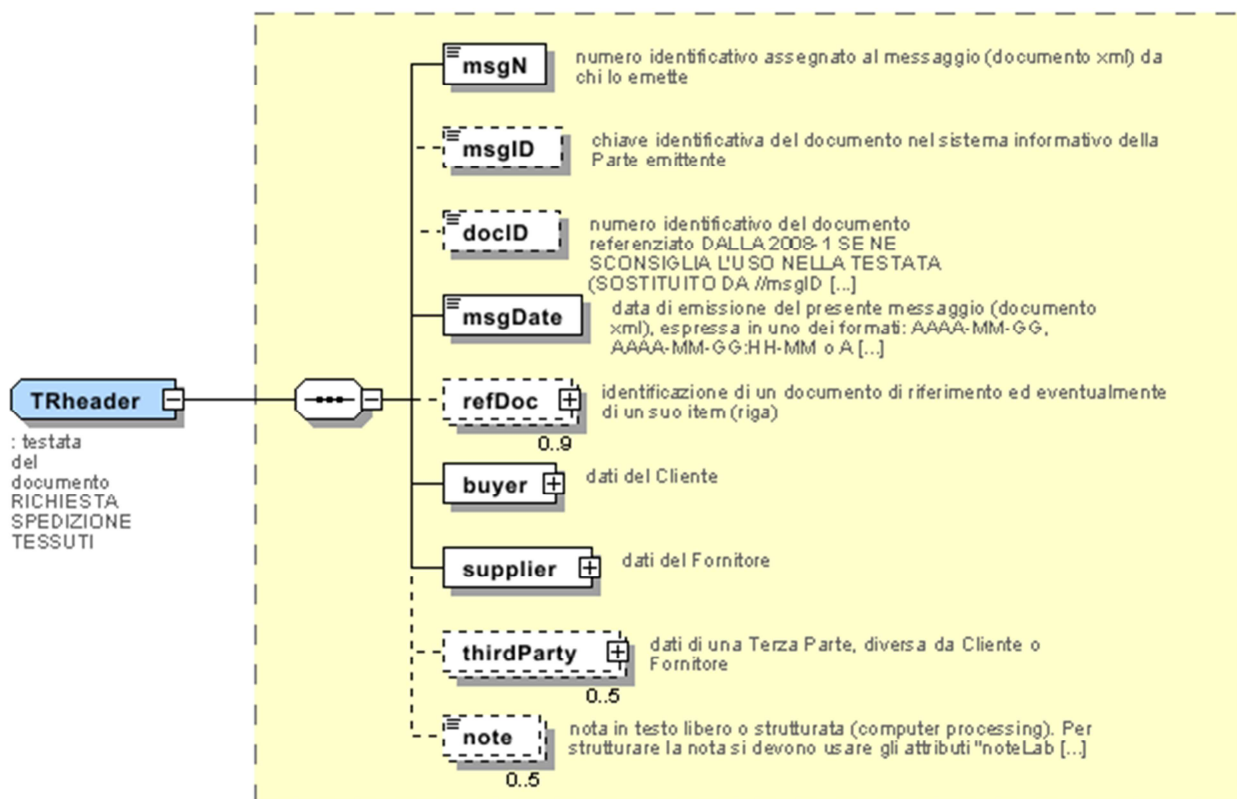 msgN
numero identificativo assegnato al messaggio (documento xml) da
chi lo emette
msgID
chiave identificativa del documento nel sistema informativo della
Parte emittente
docID
numero identificativo del documento
referenziato DALLA 2008-1 SE NE
SCONSIGLIA L'USO NELLA TESTATA
(SOSTITUITO DA //msgID [...]
msgDate
data di emissione del presente messaggio (documento
xml), espressa in uno dei formati: AAAA-MM-GG,
AAAA-MM-GG:HH-MM o A [...]
TRheader
: testata
del
documento
RICHIESTA
SPEDIZIONE
TESSUTI
refDoc
identificazione di un documento di riferimento ed eventualmente
di un suo item (riga)
0..9
buyer
dati del Cliente
supplier
dati del Fornitore
thirdParty
dati di una Terza Parte, diversa da Cliente o
Fornitore
0..5
note
nota in testo libero o strutturata (computer processing). Per
strutturare la nota si devono usare gli attributi "noteLab [...]
0..5